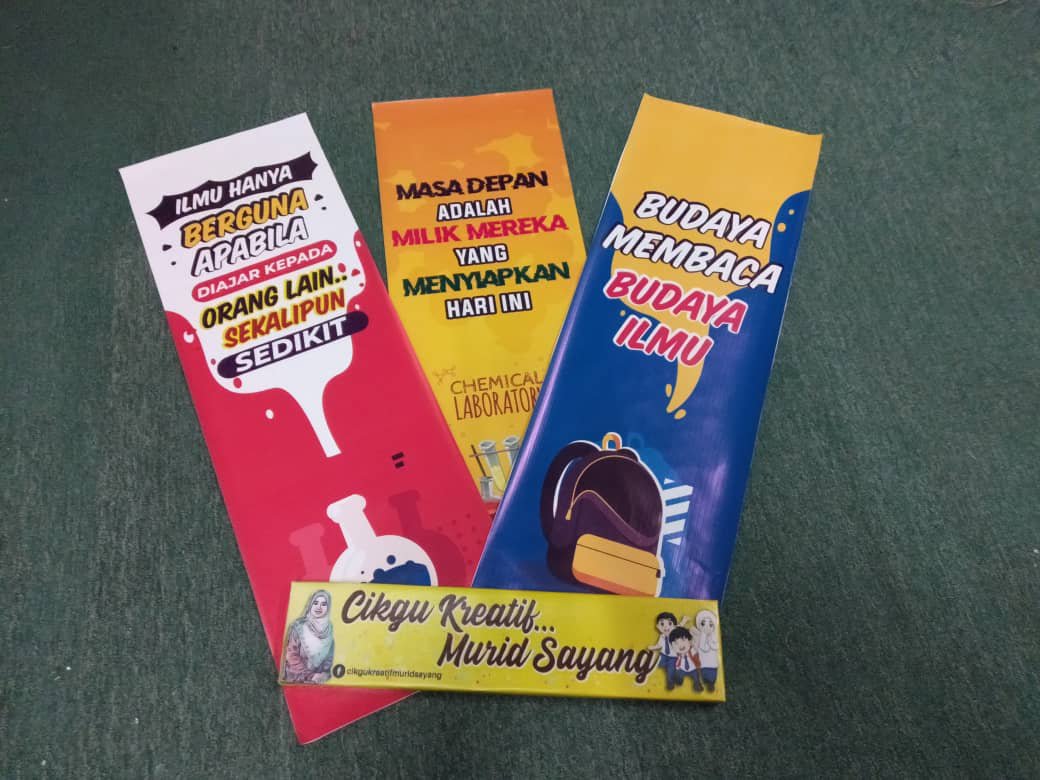 ILMU HANYA
BERGUNA
APABILA
DIAJAR KEPADA
ORANG LAIN..
SEKALIPUN
SEDIKIT
MASA DEPAN
ADALAH
MILIK MEREKA
YANG
MENYIAPKAN
HARI INI
CHEMICAL
LABORATORY
BUDAYA
MEMBACA
BUDAYA
ILMU
Cikgu Kreatif...
Murid Sayang
f cikgukreatifmuridsayang